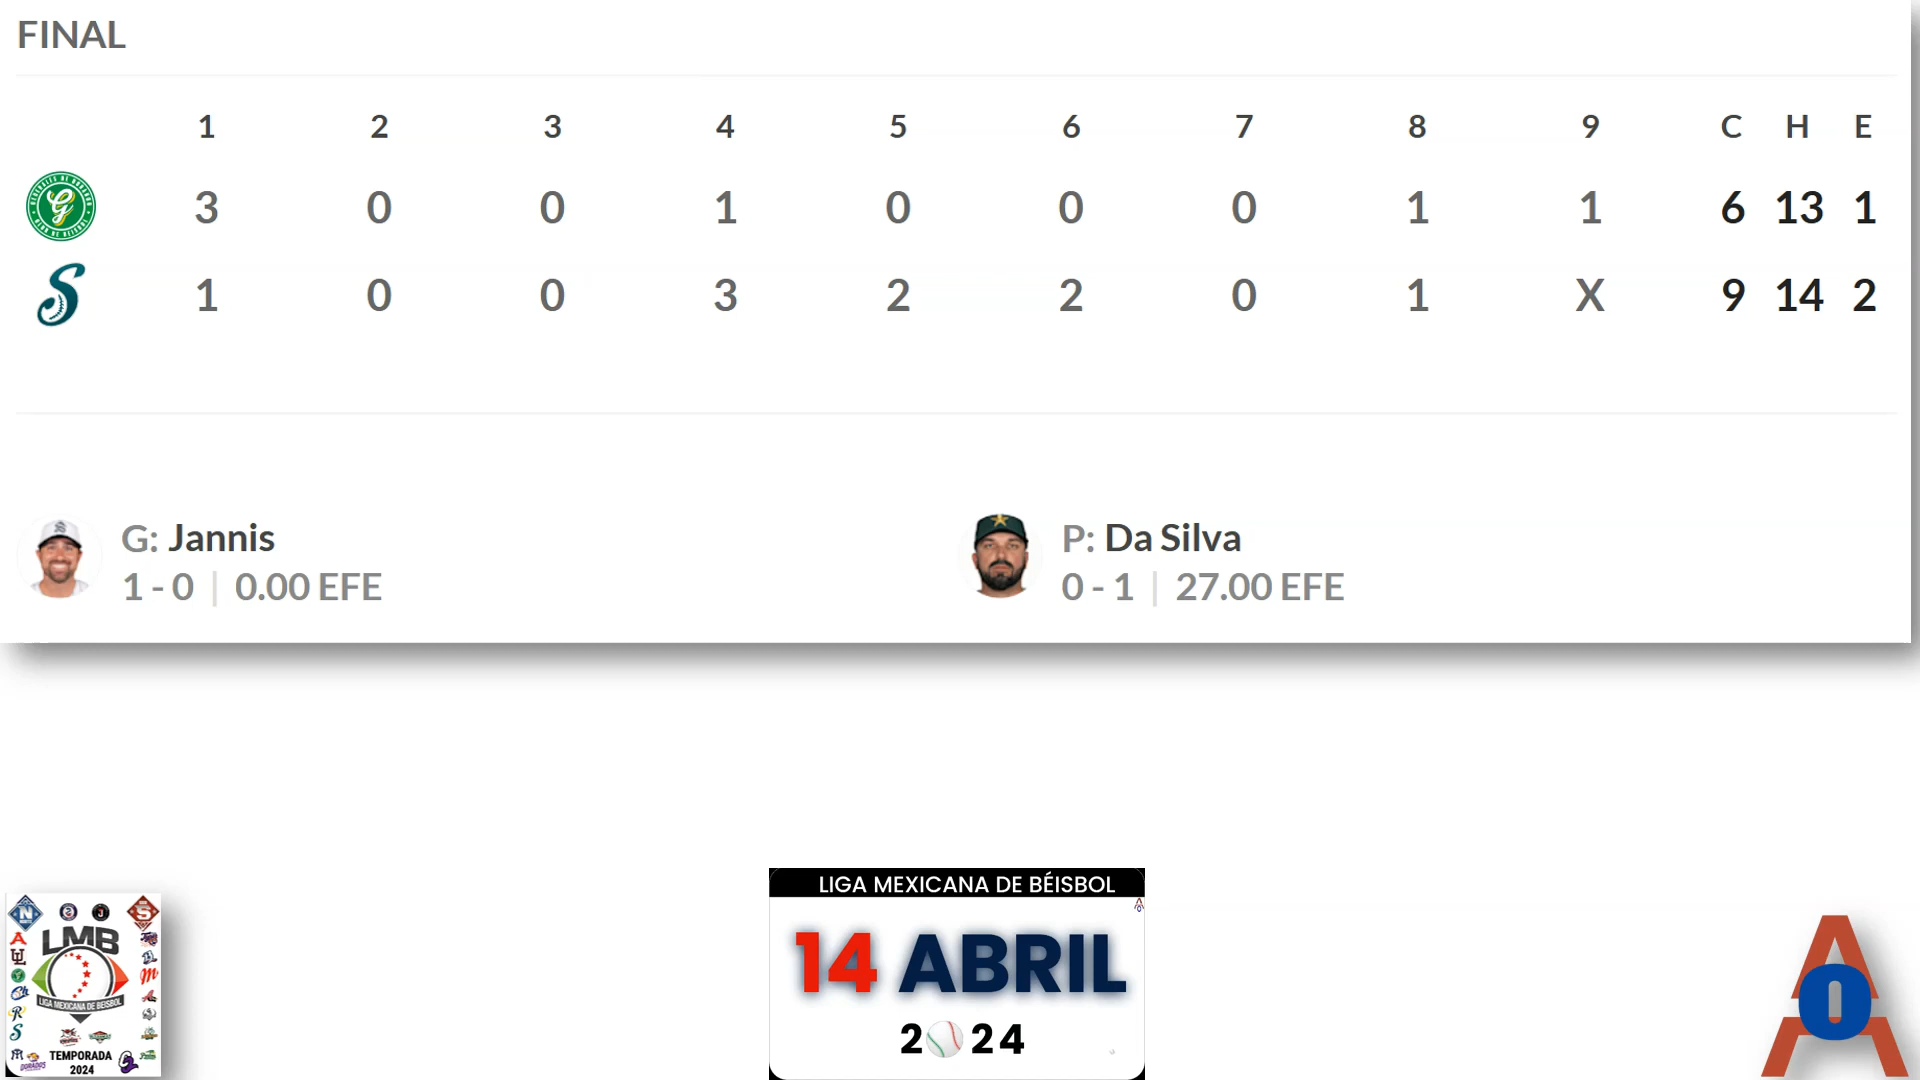 FINAL
1 2 3 4 5 6 7 8 9 C H E
G 3 0 0 1 0 0 0 1 1 6 13 1
S 1 0 0 3 2 2 0 1 X 9 14 2
G: Jannis
1 - 0 | 0.00 EFE
P: Da Silva
0 - 1 | 27.00 EFE
N S
LMB
LIGA MEXICANA DE BEISBOL
TEMPORADA
2024
LIGA MEXICANA DE BÉISBOL
14 ABRIL
2024
AO